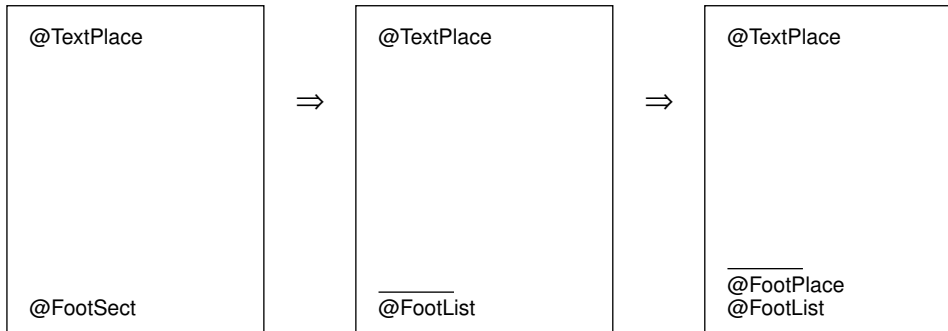 @TextPlace
@FootSect
⇒
@TextPlace
@FootList
⇒
@TextPlace
@FootPlace
@FootList